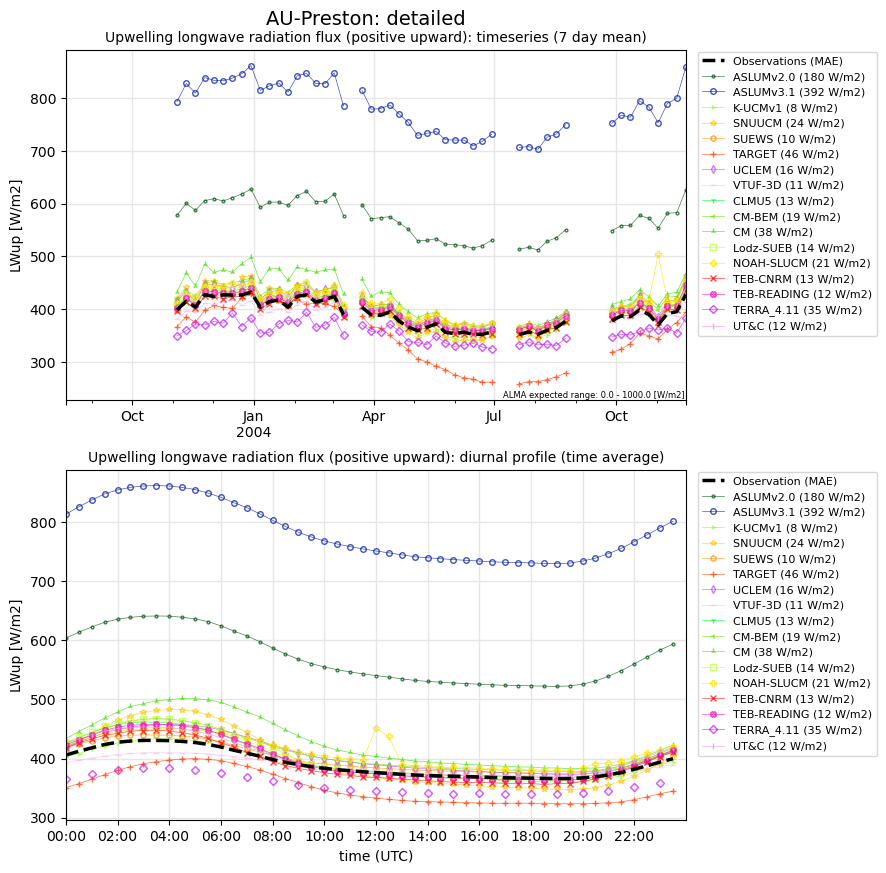 AU-Preston: detailed
Upwelling longwave radiation flux (positive upward): timeseries (7 day mean)
LWup [W/m2]
800
700
600
500
400
300
Oct
Jan
2004
Apr
Jul
Oct
ALMA expected range: 0.0 - 1000.0 [W/m2]
Observations (MAE)
ASLUMv2.0 (180 W/m2)
ASLUMv3.1 (392 W/m2)
K-UCMv1 (8 W/m2)
SNUUCM (24 W/m2)
SUEWS (10 W/m2)
TARGET (46 W/m2)
UCLEM (16 W/m2)
VTUF-3D (11 W/m2)
CLMU5 (13 W/m2)
CM-BEM (19 W/m2)
CM (38 W/m2)
Lodz-SUEB (14 W/m2)
NOAH-SLUCM (21 W/m2)
TEB-CNRM (13 W/m2)
TEB-READING (12 W/m2)
TERRA_4.11 (35 W/m2)
UT&C (12 W/m2)
Upwelling longwave radiation flux (positive upward): diurnal profile (time average)
LWup [W/m2]
800
700
600
500
400
300
00:00
02:00
04:00
06:00
08:00
10:00
12:00
14:00
16:00
18:00
20:00
22:00
time (UTC)
Observation (MAE)
ASLUMv2.0 (180 W/m2)
ASLUMv3.1 (392 W/m2)
K-UCMv1 (8 W/m2)
SNUUCM (24 W/m2)
SUEWS (10 W/m2)
TARGET (46 W/m2)
UCLEM (16 W/m2)
VTUF-3D (11 W/m2)
CLMU5 (13 W/m2)
CM-BEM (19 W/m2)
CM (38 W/m2)
Lodz-SUEB (14 W/m2)
NOAH-SLUCM (21 W/m2)
TEB-CNRM (13 W/m2)
TEB-READING (12 W/m2)
TERRA_4.11 (35 W/m2)
UT&C (12 W/m2)